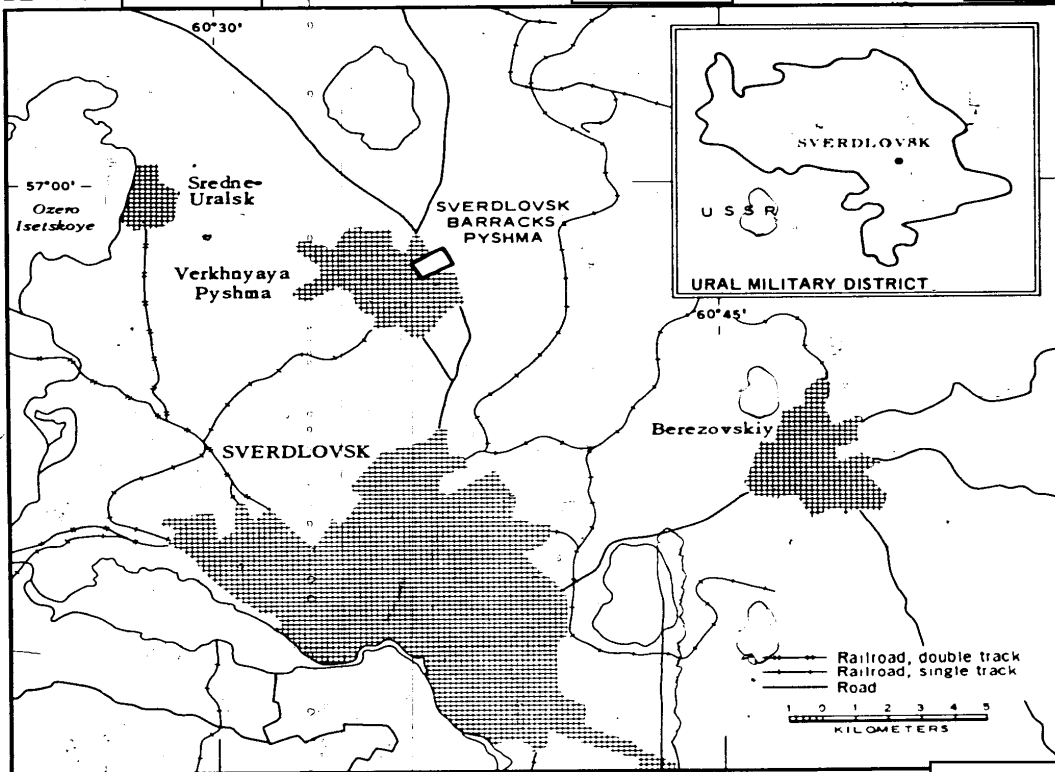 60°30'
57°00'
Ozero
Isetskoye
Sredne-
Uralsk
Verkhnyaya
Pyshma
SVERDLOVSK
BARRACKS
PYSHMA
SVERDLOVSK
USSR
URAL MILITARY DISTRICT
60°45'
SVERDLOVSK
Berezovskiy
Railroad, double track
Railroad, single track
Road
1 0 1 2 3 4 5
KILOMETERS